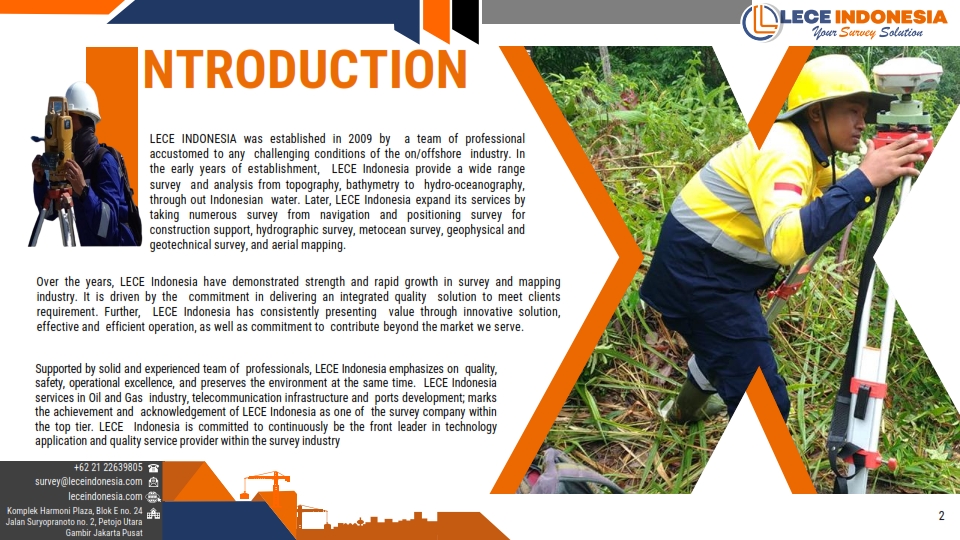 LECE INDONESIA
Your Survey Solution
NTRODUCTION
LECE INDONESIA was established in 2009 by a team of professional
accustomed to any challenging conditions of the on/offshore industry. In
the early years of establishment, LECE Indonesia provide a wide range
survey and analysis from topography, bathymetry to hydro-oceanography,
through out Indonesian water. Later, LECE Indonesia expand its services by
taking numerous survey from navigation and positioning survey for
construction support, hydrographic survey, metocean survey, geophysical and
geotechnical survey, and aerial mapping.
Over the years, LECE Indonesia have demonstrated strength and rapid growth in survey and mapping
industry. It is driven by the commitment in delivering an integrated quality solution to meet clients
requirement. Further, LECE Indonesia has consistently presenting value through innovative solution,
effective and efficient operation, as well as commitment to contribute beyond the market we serve.
Supported by solid and experienced team of professionals, LECE Indonesia emphasizes on quality,
safety, operational excellence, and preserves the environment at the same time. LECE Indonesia
services in Oil and Gas industry, telecommunication infrastructure and ports development; marks
the achievement and acknowledgement of LECE Indonesia as one of the survey company within
the top tier. LECE Indonesia is committed to continuously be the front leader in technology
application and quality service provider within the survey industry
+62 21 22639805
survey@leceindonesia.com
leceindonesia.com
Komplek Harmoni Plaza, Blok E no. 24
Jalan Suryopranoto no. 2, Petojo Utara
Gambir Jakarta Pusat
2